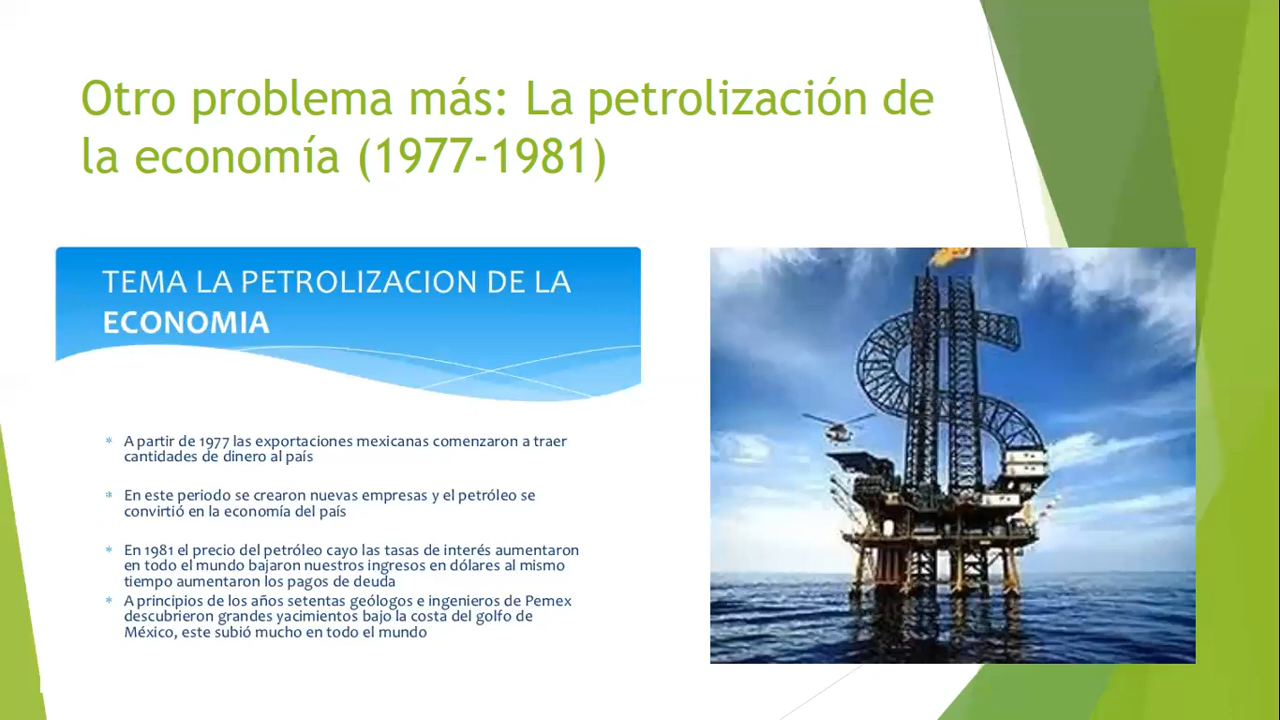 Otro problema más: La petrolización de
la economía (1977-1981)
TEMA LA PETROLIZACION DE LA
ECONOMIA
* A partir de 1977 las exportaciones mexicanas comenzaron a traer
cantidades de dinero al país
* En este periodo se crearon nuevas empresas y el petróleo se
convirtió en la economía del país
* En 1981 el precio del petróleo cayo las tasas de interés aumentaron
en todo el mundo bajaron nuestros ingresos en dólares al mismo
tiempo aumentaron los pagos de deuda
* A principios de los años setentas geólogos e ingenieros de Pemex
descubrieron grandes yacimientos bajo la costa del golfo de
México, este subió mucho en todo el mundo